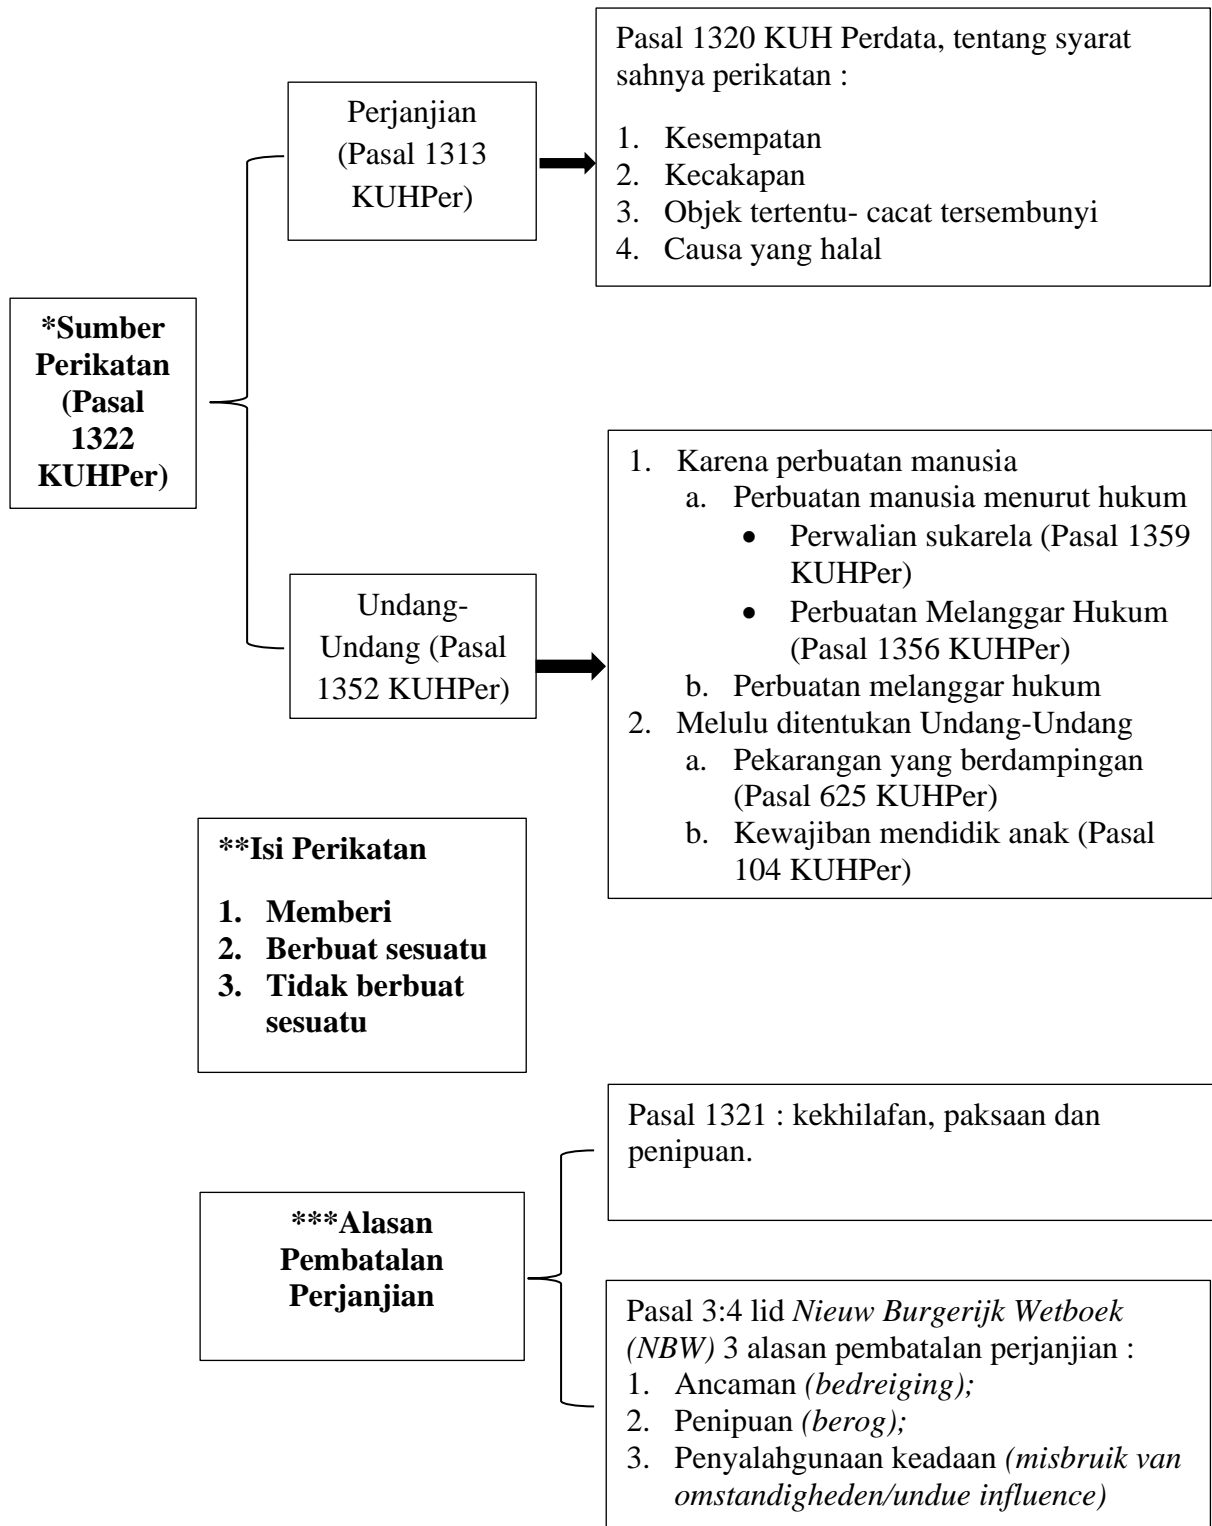 Pasal 1320 KUH Perdata, tentang syarat
sahnya perikatan :
1. Kesempatan
2. Kecakapan
3. Objek tertentu- cacat tersembunyi
4. Causa yang halal
Perjanjian
(Pasal 1313
KUHPer)
*Sumber
Perikatan
(Pasal
1322
KUHPer)
Undang-
Undang (Pasal
1352 KUHPer)
1. Karena perbuatan manusia
a. Perbuatan manusia menurut hukum
• Perwalian sukarela (Pasal 1359
KUHPer)
• Perbuatan Melanggar Hukum
(Pasal 1356 KUHPer)
b. Perbuatan melanggar hukum
2. Melulu ditentukan Undang-Undang
a. Pekarangan yang berdampingan
(Pasal 625 KUHPer)
b. Kewajiban mendidik anak (Pasal
104 KUHPer)
**Isi Perikatan
1. Memberi
2. Berbuat sesuatu
3. Tidak berbuat
sesuatu
***Alasan
Pembatalan
Perjanjian
Pasal 1321 : kekhilafan, paksaan dan
penipuan.
Pasal 3:4 lid Nieuw Burgerijk Wetboek
(NBW) 3 alasan pembatalan perjanjian :
1. Ancaman (bedreiging);
2. Penipuan (berog);
3. Penyalahgunaan keadaan (misbruik van
omstandigheden/undue influence)